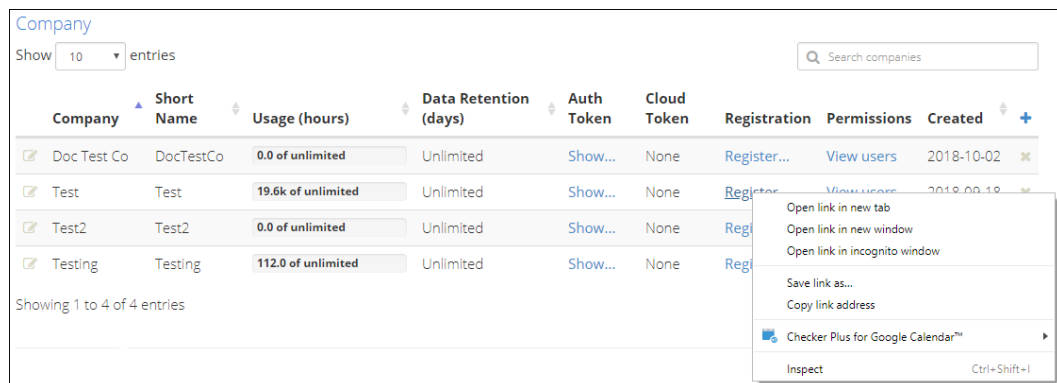 Company
Show 10 entries
Search companies
Company Short Name Usage (hours) Data Retention (days) Auth Token Cloud Token Registration Permissions Created +
Doc Test Co DocTestCo 0.0 of unlimited Unlimited Show... None Register... View users 2018-10-02
Test Test 19.6k of unlimited Unlimited Show... None Register... View users 2018-09-18
Test2 Test2 0.0 of unlimited Unlimited Show... None
Testing Testing 112.0 of unlimited Unlimited Show... None
Showing 1 to 4 of 4 entries
Open link in new tab
Open link in new window
Open link in incognito window
Save link as...
Copy link address
Checker Plus for Google Calendar™
Inspect Ctrl+Shift+I